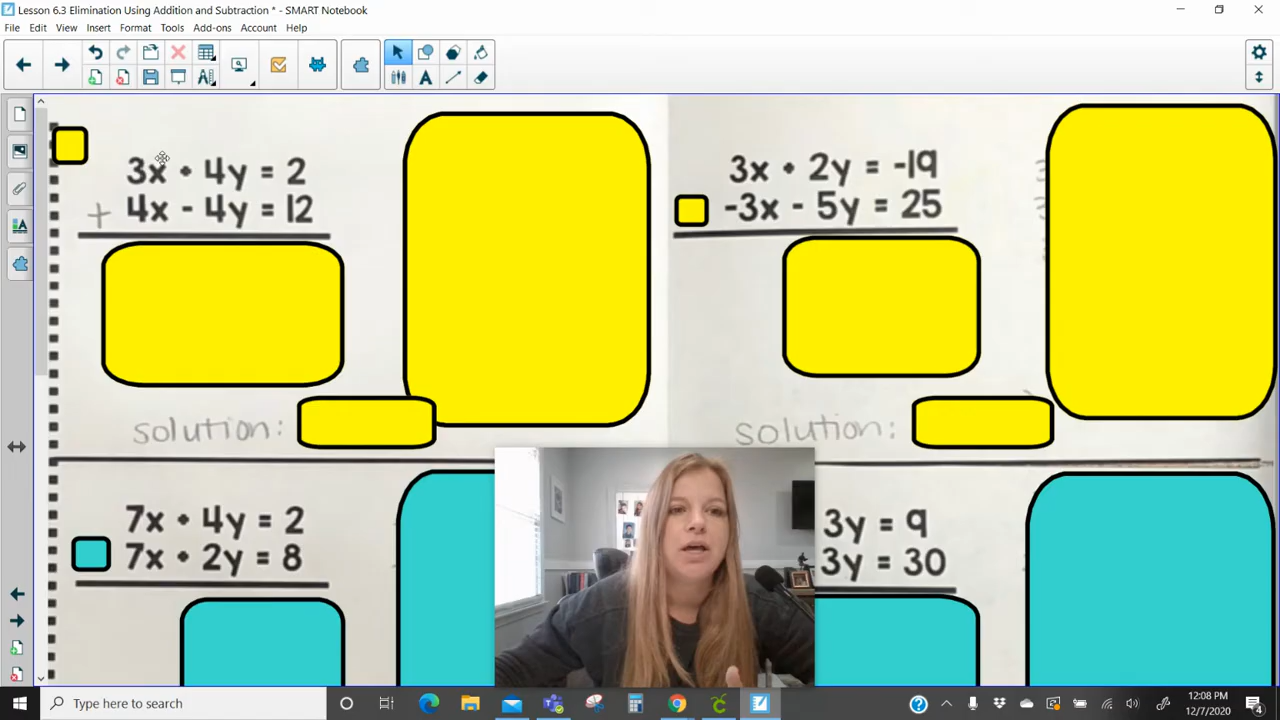 Lesson 6.3 Elimination Using Addition and Subtraction * - SMART Notebook
File Edit View Insert Format Tools Add-ons Account Help
3x + 4y = 2
+ 4x - 4y = 12
solution:
3x + 2y = -19
-3x - 5y = 25
solution:
7x + 4y = 2
7x + 2y = 8
3y = 9
3y = 30
Type here to search
12:08 PM
12/7/2020
4